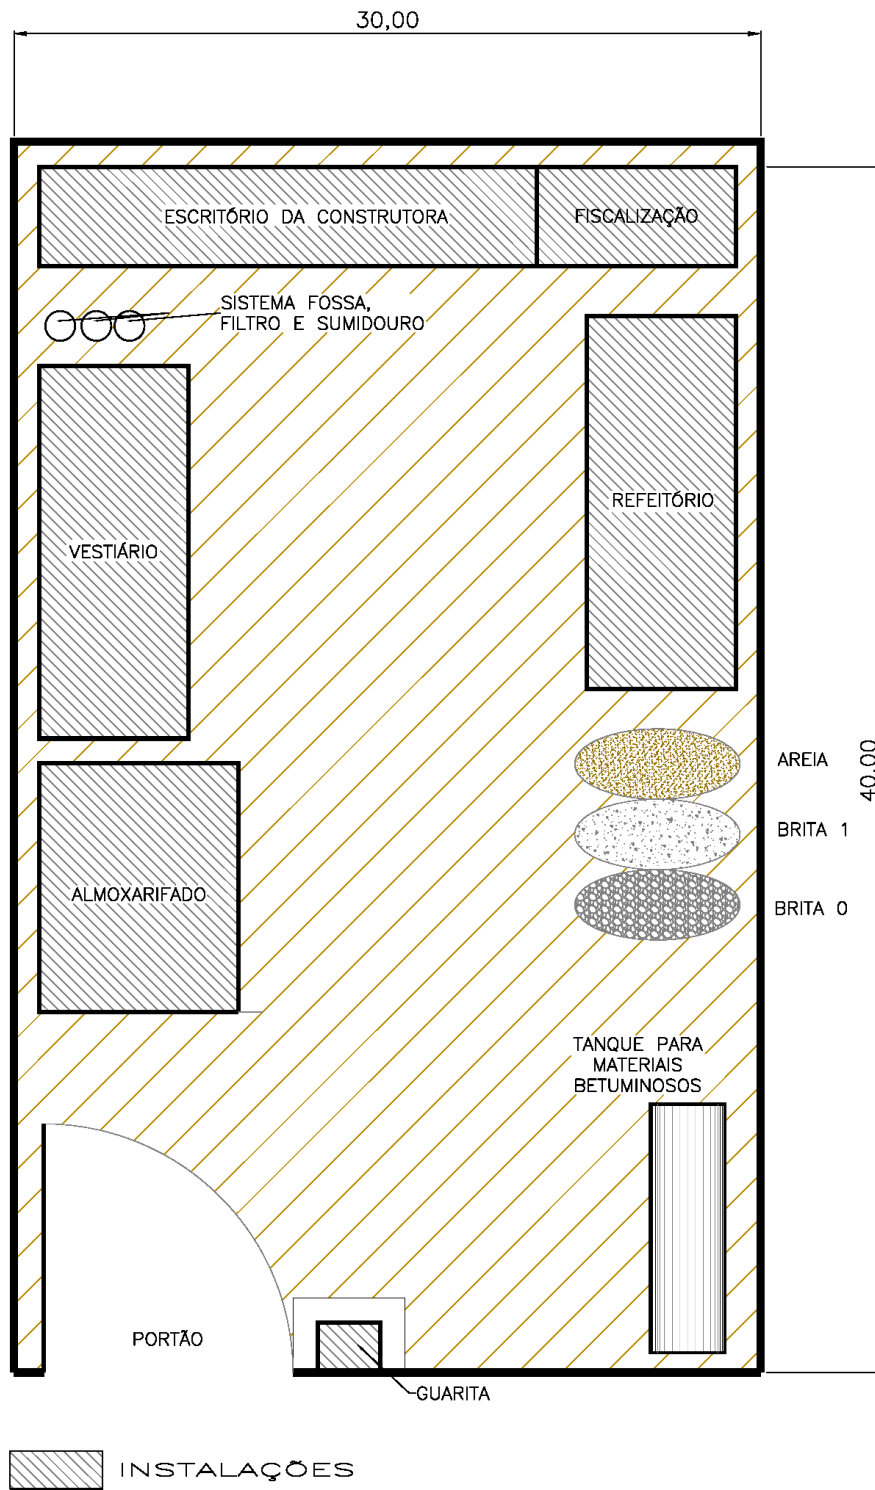 30,00
ESCRITÓRIO DA CONSTRUTORA
FISCALIZAÇÃO
SISTEMA FOSSA,
FILTRO E SUMIDOURO
REFEITÓRIO
VESTIÁRIO
AREIA
40,00
BRITA 1
ALMOXARIFADO
BRITA 0
TANQUE PARA
MATERIAIS
BETUMINOSOS
PORTÃO
GUARITA
INSTALAÇÕES